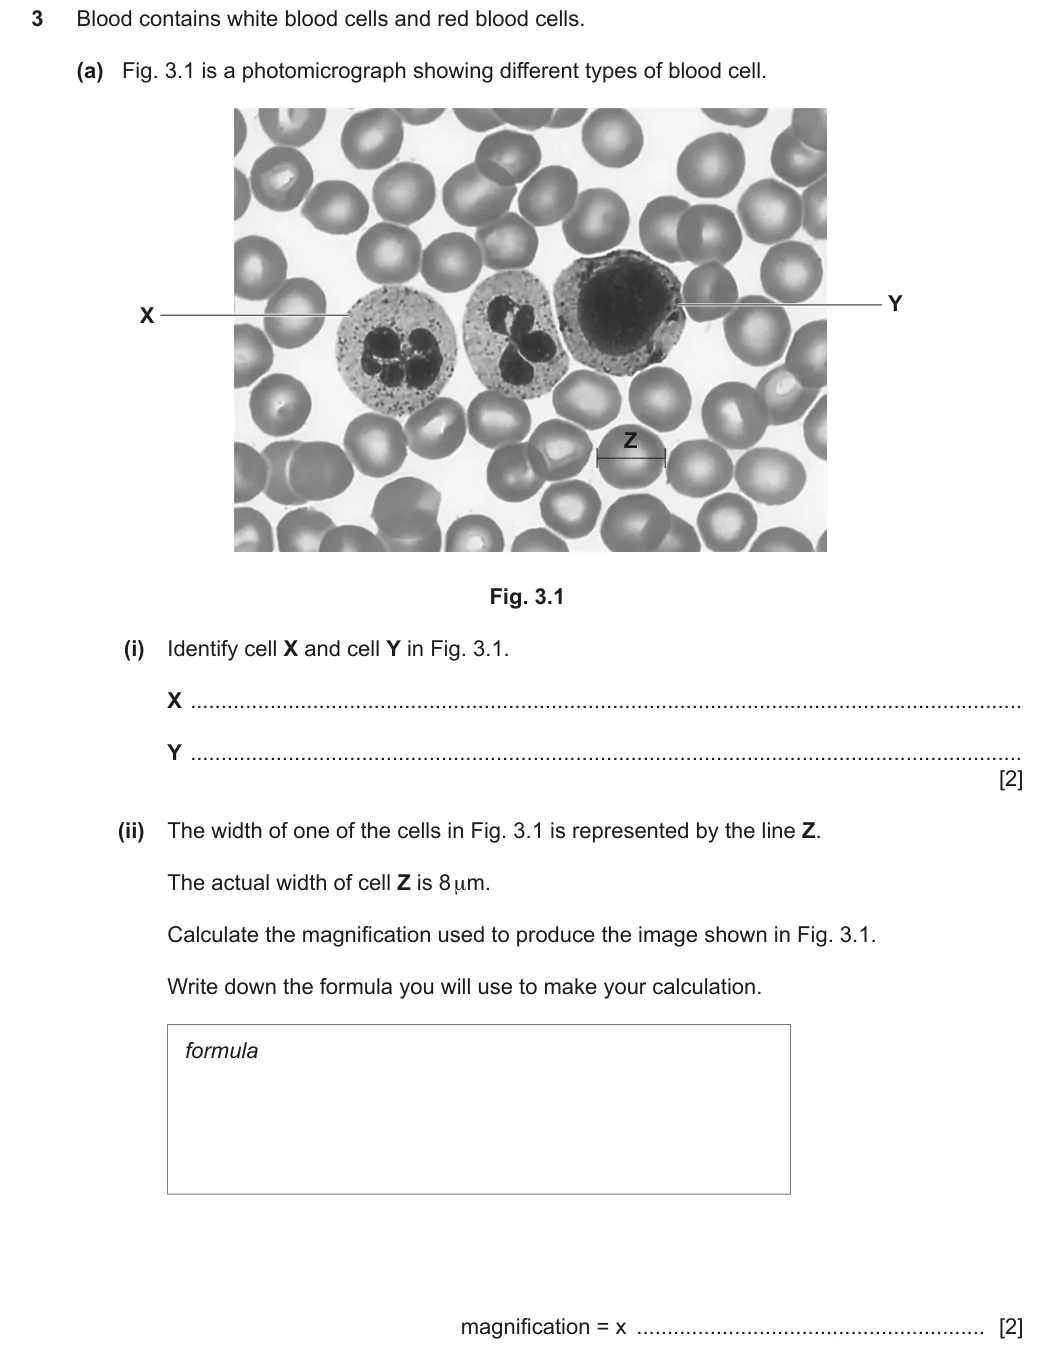 3 Blood contains white blood cells and red blood cells.
(a) Fig. 3.1 is a photomicrograph showing different types of blood cell.
X
Y
Z
Fig. 3.1
(i) Identify cell X and cell Y in Fig. 3.1.
X ..........................................................................................................................................
Y ..........................................................................................................................................
[2]
(ii) The width of one of the cells in Fig. 3.1 is represented by the line Z.
The actual width of cell Z is 8 μm.
Calculate the magnification used to produce the image shown in Fig. 3.1.
Write down the formula you will use to make your calculation.
formula
magnification = x ......................................................... [2]